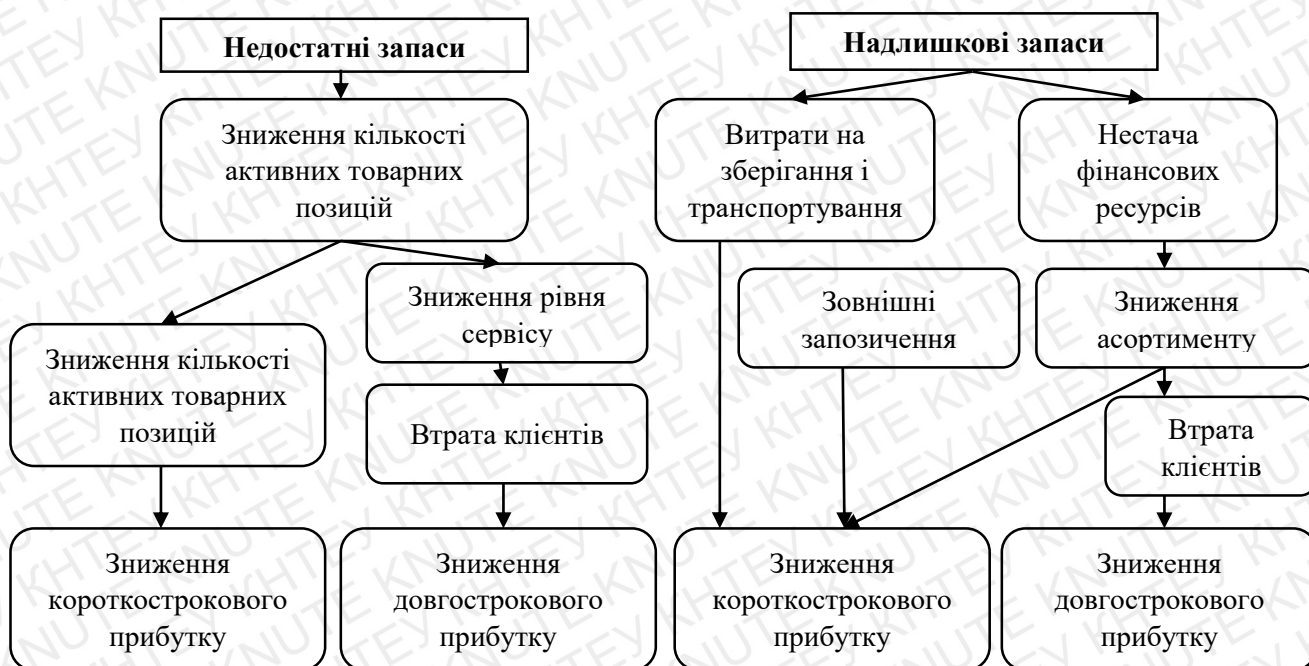 Недостатні запаси
Надлишкові запаси
Зниження кількості
активних товарних
позицій
Витрати на
зберігання і
транспортування
Нестача
фінансових
ресурсів
Зниження рівня
сервісу
Зовнішні
запозичення
Зниження
асортименту
Зниження кількості
активних товарних
позицій
Втрата клієнтів
Втрата
клієнтів
Зниження
короткострокового
прибутку
Зниження
довгострокового
прибутку
Зниження
короткострокового
прибутку
Зниження
довгострокового
прибутку